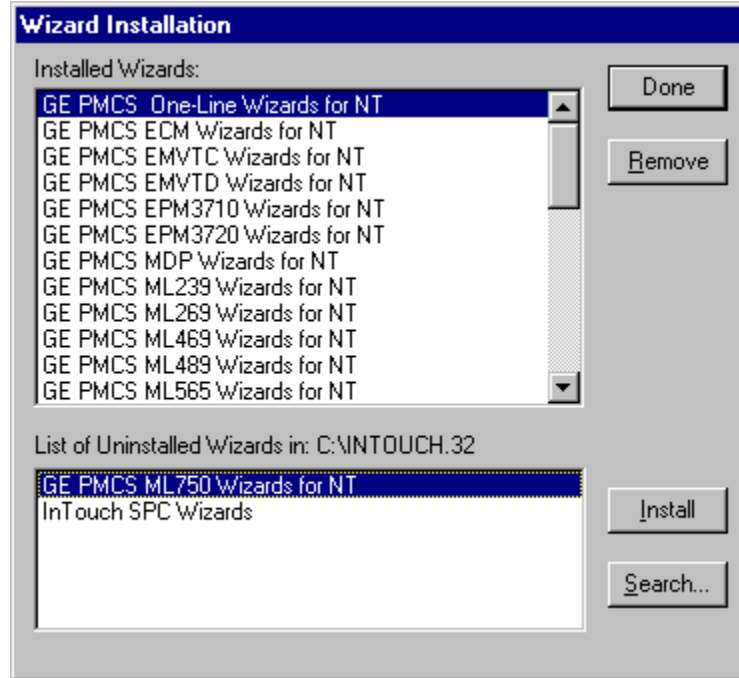 Wizard Installation
Installed Wizards:
GE PMCS  One-Line Wizards for NT
GE PMCS ECM Wizards for NT
GE PMCS EMVTC Wizards for NT
GE PMCS EMVTD Wizards for NT
GE PMCS EPM3710 Wizards for NT
GE PMCS EPM3720 Wizards for NT
GE PMCS MDP Wizards for NT
GE PMCS ML239 Wizards for NT
GE PMCS ML269 Wizards for NT
GE PMCS ML469 Wizards for NT
GE PMCS ML489 Wizards for NT
GE PMCS ML565 Wizards for NT
Done
Remove
List of Uninstalled Wizards in: C:\INTOUCH.32
GE PMCS ML750 Wizards for NT
InTouch SPC Wizards
Install
Search...